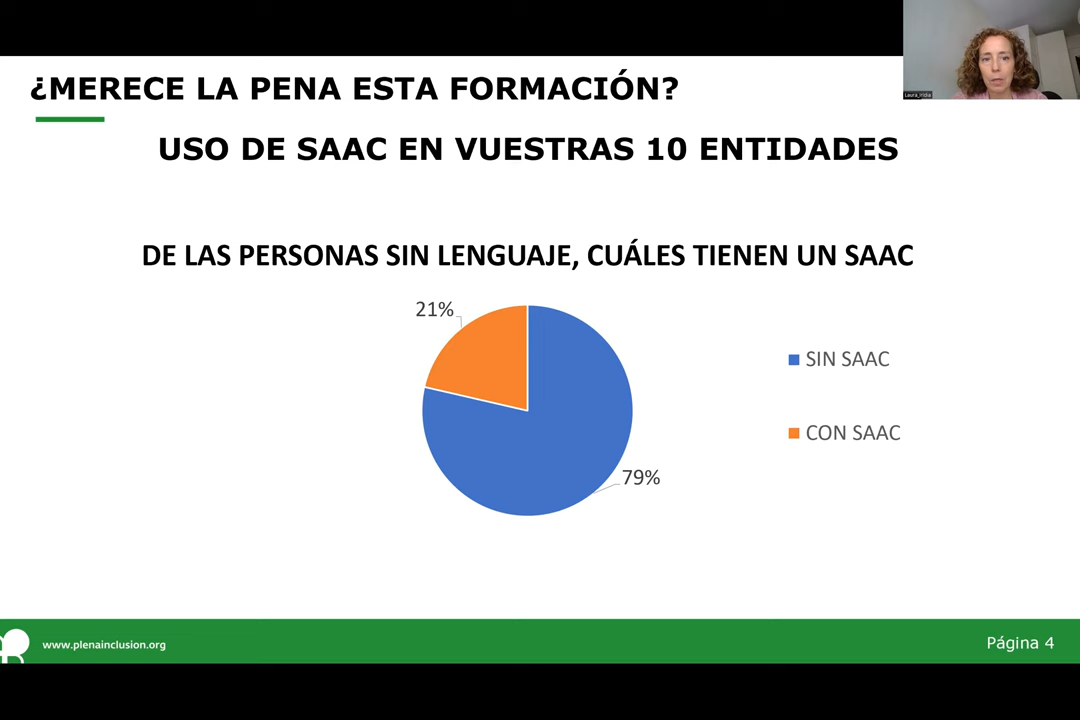 ¿MERECE LA PENA ESTA FORMACIÓN?
USO DE SAAC EN VUESTRAS 10 ENTIDADES
DE LAS PERSONAS SIN LENGUAJE, CUÁLES TIENEN UN SAAC
21%
79%
SIN SAAC
CON SAAC
www.plenainclusion.org
Página 4